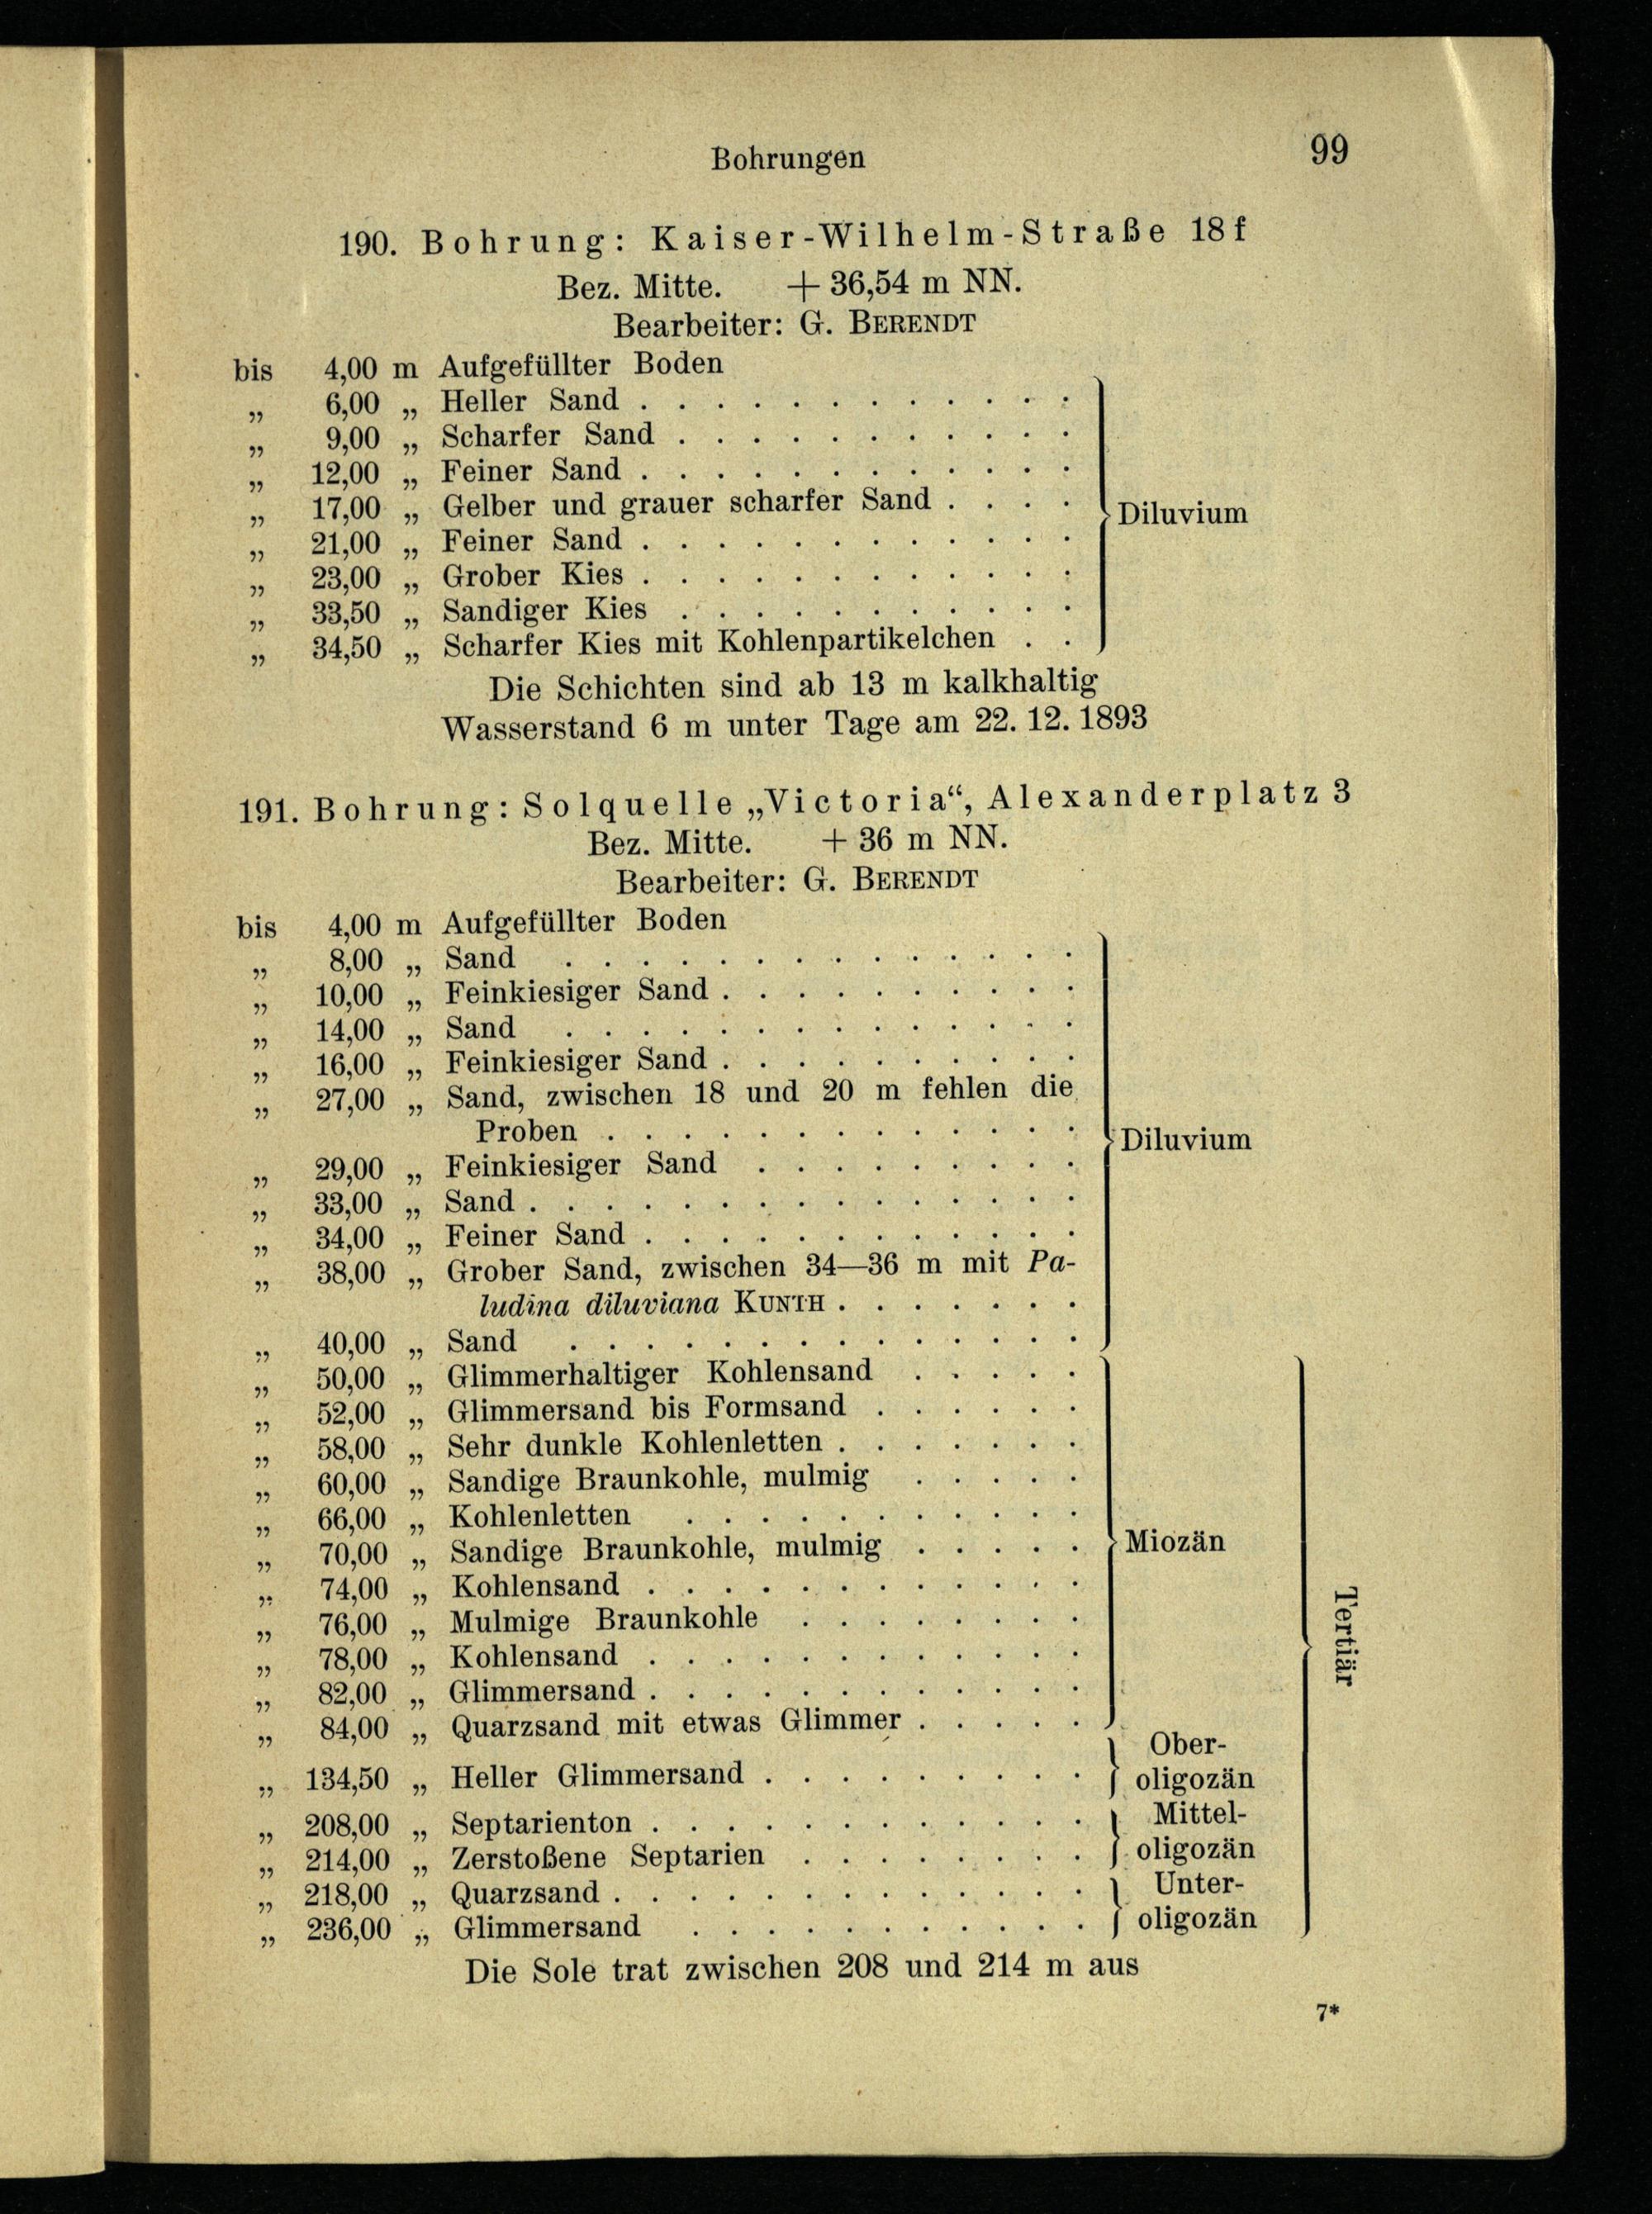 Bohrungen 99
190. Bohrung: Kaiser-Wilhelm-Straße 18f
Bez. Mitte. + 36,54 m NN.
Bearbeiter: G. BERENDT
bis 4,00 m Aufgefüllter Boden
„ 6,00 „ Heller Sand . . . . . . . . . . . .
„ 9,00 „ Scharfer Sand . . . . . . . . . . .
„ 12,00 „ Feiner Sand . . . . . . . . . . . .
„ 17,00 „ Gelber und grauer scharfer Sand . . . . Diluvium
„ 21,00 „ Feiner Sand . . . . . . . . . . . .
„ 23,00 „ Grober Kies . . . . . . . . . . . .
„ 33,50 „ Sandiger Kies . . . . . . . . . . .
„ 34,50 „ Scharfer Kies mit Kohlenpartikelchen . .
Die Schichten sind ab 13 m kalkhaltig
Wasserstand 6 m unter Tage am 22. 12. 1893
191. Bohrung: Solquelle „Victoria“, Alexanderplatz 3
Bez. Mitte. + 36 m NN.
Bearbeiter: G. BERENDT
bis 4,00 m Aufgefüllter Boden
„ 8,00 „ Sand . . . . . . . . . . . . . .
„ 10,00 „ Feinkiesiger Sand . . . . . . . . . .
„ 14,00 „ Sand . . . . . . . . . . . . . .
„ 16,00 „ Feinkiesiger Sand . . . . . . . . . .
„ 27,00 „ Sand, zwischen 18 und 20 m fehlen die
Proben . . . . . . . . . . . . . Diluvium
„ 29,00 „ Feinkiesiger Sand . . . . . . . . .
„ 33,00 „ Sand . . . . . . . . . . . . . . .
„ 34,00 „ Feiner Sand . . . . . . . . . . . .
„ 38,00 „ Grober Sand, zwischen 34—36 m mit Pa-
ludina diluviana KUNTH . . . . . . .
„ 40,00 „ Sand . . . . . . . . . . . . . .
„ 50,00 „ Glimmerhaltiger Kohlensand . . . . .
„ 52,00 „ Glimmersand bis Formsand . . . . . .
„ 58,00 „ Sehr dunkle Kohlenletten . . . . . . .
„ 60,00 „ Sandige Braunkohle, mulmig . . . . .
„ 66,00 „ Kohlenletten . . . . . . . . . . .
„ 70,00 „ Sandige Braunkohle, mulmig . . . . . Miozän
„ 74,00 „ Kohlensand . . . . . . . . . . . .
„ 76,00 „ Mulmige Braunkohle . . . . . . . .
„ 78,00 „ Kohlensand . . . . . . . . . . . .
„ 82,00 „ Glimmersand . . . . . . . . . . . .
„ 84,00 „ Quarzsand mit etwas Glimmer . . . . .
Tertiär
Ober-
„ 134,50 „ Heller Glimmersand . . . . . . . . . oligozän
Mittel-
„ 208,00 „ Septarienton . . . . . . . . . . . .
„ 214,00 „ Zerstoßene Septarien . . . . . . . . oligozän
Unter-
„ 218,00 „ Quarzsand . . . . . . . . . . . . .
„ 236,00 „ Glimmersand . . . . . . . . . . . oligozän
Die Sole trat zwischen 208 und 214 m aus
7*